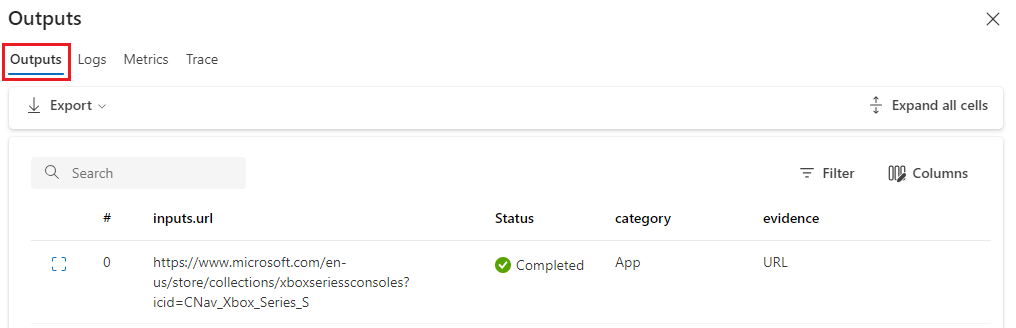 Outputs
Outputs Logs Metrics Trace
Export Expand all cells
Search Filter Columns
# inputs.url Status category evidence
0 https://www.microsoft.com/en- Completed App URL
us/store/collections/xboxseriessconsoles?
icid=CNav_Xbox_Series_S